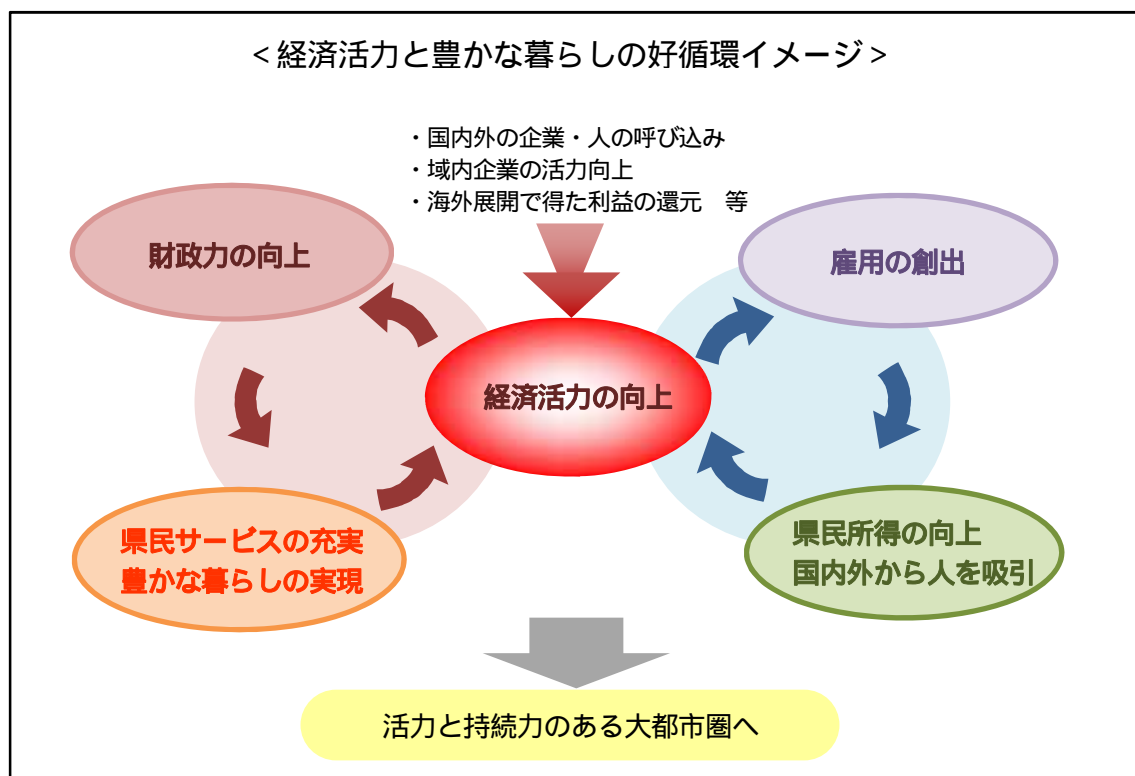 ＜経済活力と豊かな暮らしの好循環イメージ＞
・国内外の企業・人の呼び込み
・域内企業の活力向上
・海外展開で得た利益の還元　等
財政力の向上
雇用の創出
経済活力の向上
県民サービスの充実
豊かな暮らしの実現
県民所得の向上
国内外から人を吸引
活力と持続力のある大都市圏へ